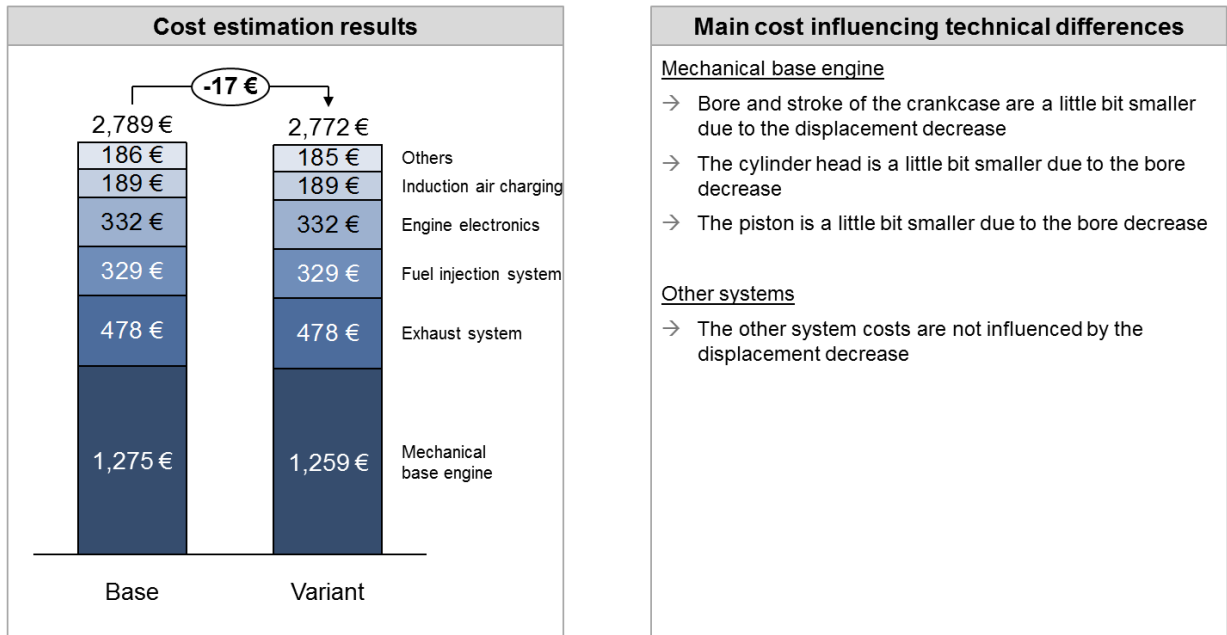 Cost estimation results
-17 €
2,789 €
2,772 €
186 €
185 €
Others
189 €
189 €
Induction air charging
332 €
332 €
Engine electronics
329 €
329 €
Fuel injection system
478 €
478 €
Exhaust system
1,275 €
1,259 €
Mechanical
base engine
Base
Variant
Main cost influencing technical differences
Mechanical base engine
→ Bore and stroke of the crankcase are a little bit smaller
due to the displacement decrease
→ The cylinder head is a little bit smaller due to the bore
decrease
→ The piston is a little bit smaller due to the bore decrease
Other systems
→ The other system costs are not influenced by the
displacement decrease